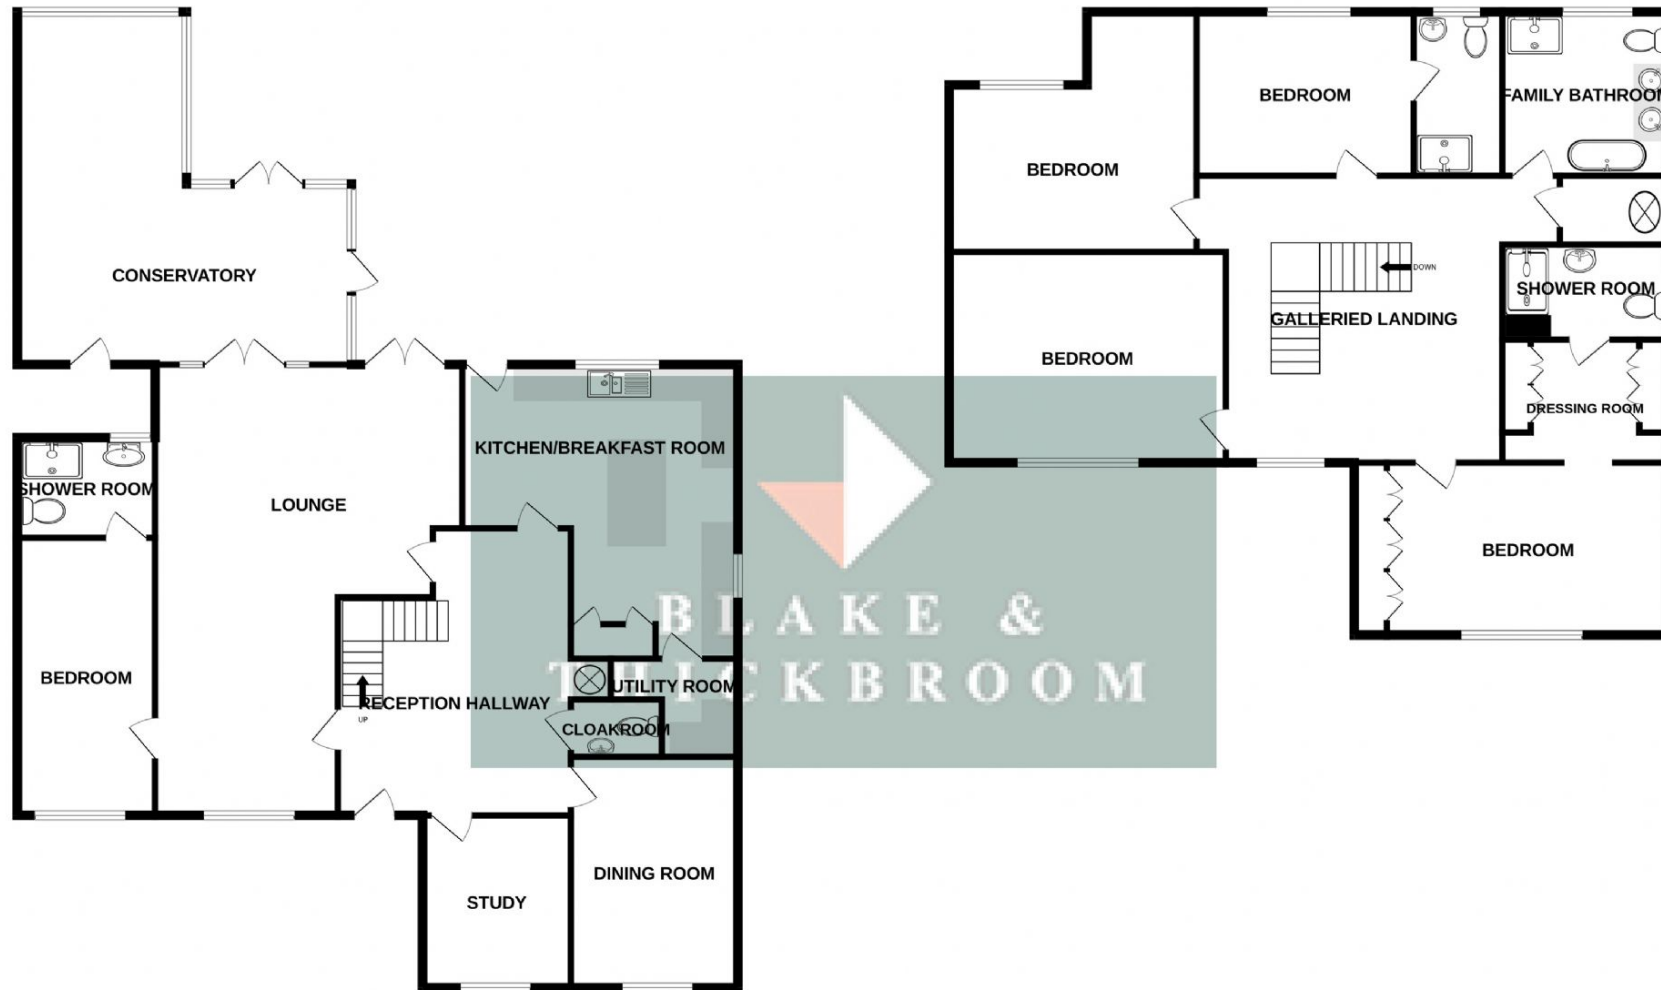 CONSERVATORY
KITCHEN/BREAKFAST ROOM
SHOWER ROOM
LOUNGE
BEDROOM
RECEPTION HALLWAY
UP
UTILITY ROOM
CLOAKROOM
STUDY
DINING ROOM
BEDROOM
BEDROOM
FAMILY BATHROOM
BEDROOM
DOWN
GALLERIED LANDING
SHOWER ROOM
DRESSING ROOM
BEDROOM
BLAKE &
THICKBROOM